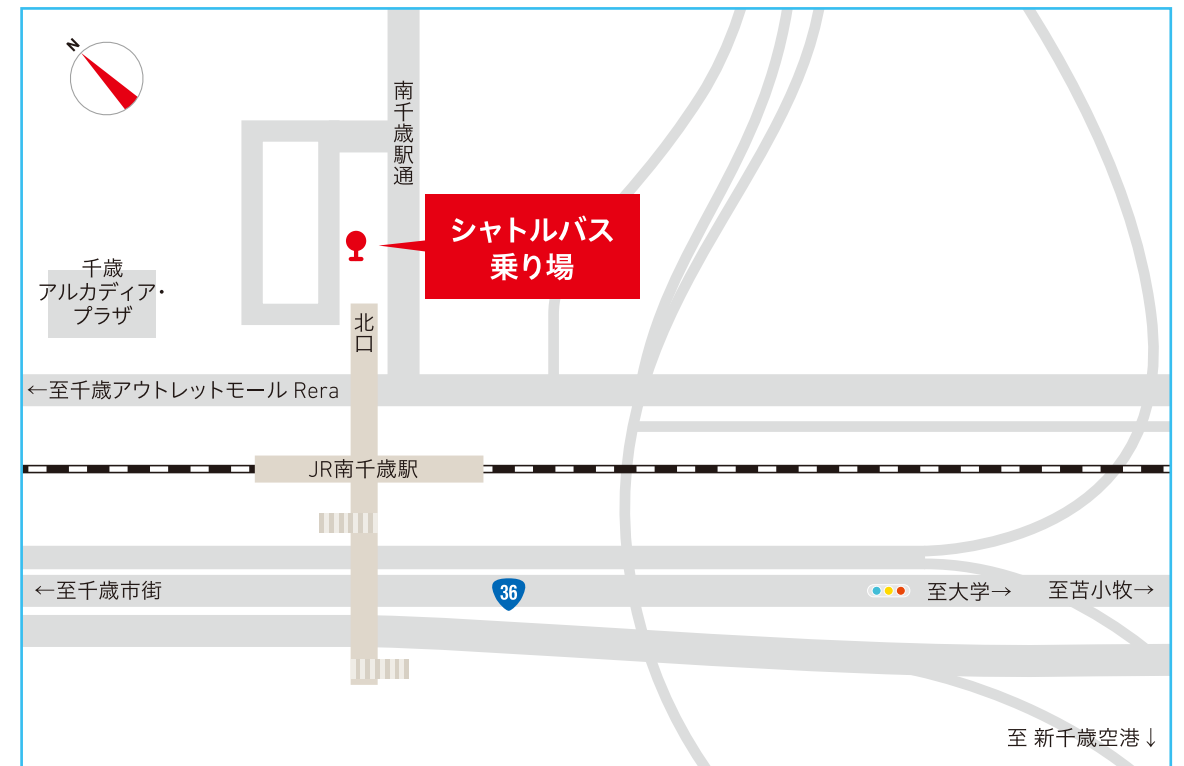 N
南千歳駅通
シャトルバス
乗り場
千歳
アルカディア・
プラザ
北口
←至千歳アウトレットモール Rera
JR南千歳駅
←至千歳市街
36
至大学→
至苫小牧→
至 新千歳空港↓